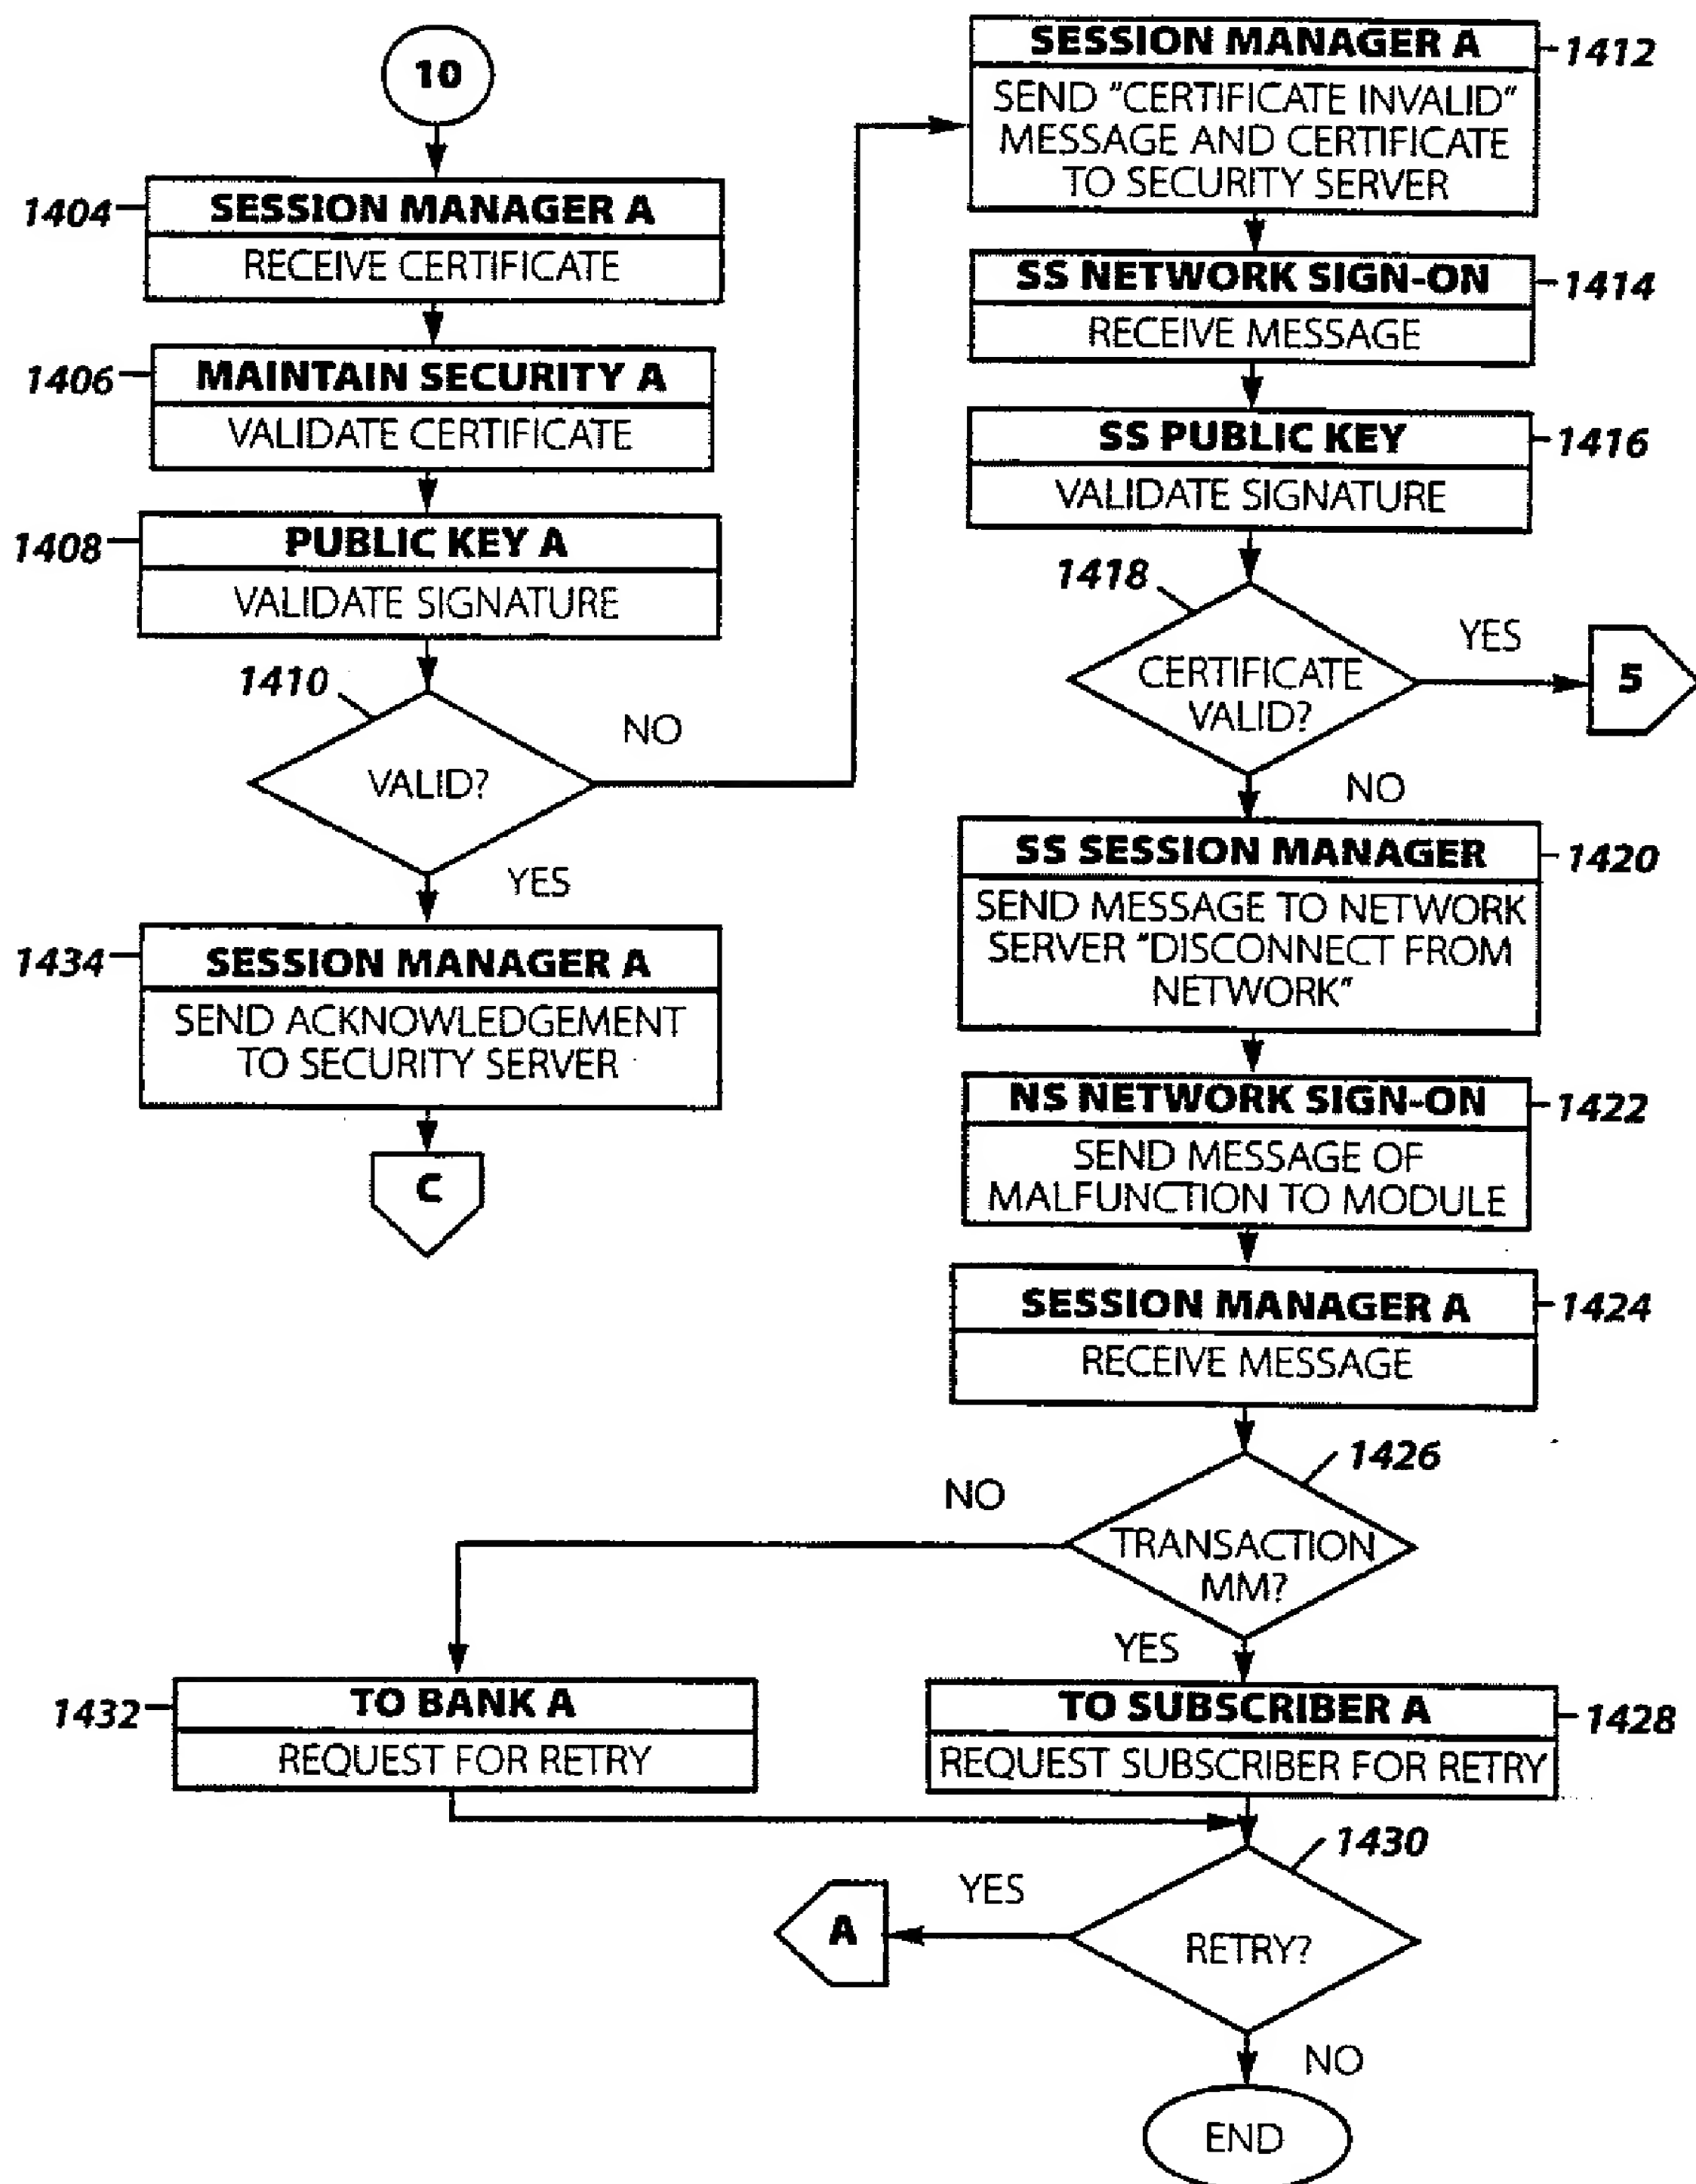 10
1404
SESSION MANAGER A
RECEIVE CERTIFICATE
1406
MAINTAIN SECURITY A
VALIDATE CERTIFICATE
1408
PUBLIC KEY A
VALIDATE SIGNATURE
1410
VALID?
NO
YES
1434
SESSION MANAGER A
SEND ACKNOWLEDGEMENT
TO SECURITY SERVER
C
SESSION MANAGER A
1412
SEND "CERTIFICATE INVALID"
MESSAGE AND CERTIFICATE
TO SECURITY SERVER
SS NETWORK SIGN-ON
1414
RECEIVE MESSAGE
SS PUBLIC KEY
1416
VALIDATE SIGNATURE
1418
CERTIFICATE
VALID?
YES
5
NO
SS SESSION MANAGER
1420
SEND MESSAGE TO NETWORK
SERVER "DISCONNECT FROM
NETWORK"
NS NETWORK SIGN-ON
1422
SEND MESSAGE OF
MALFUNCTION TO MODULE
SESSION MANAGER A
1424
RECEIVE MESSAGE
1426
NO
TRANSACTION
MM?
YES
1432
TO BANK A
REQUEST FOR RETRY
TO SUBSCRIBER A
1428
REQUEST SUBSCRIBER FOR RETRY
1430
YES
A
RETRY?
NO
END